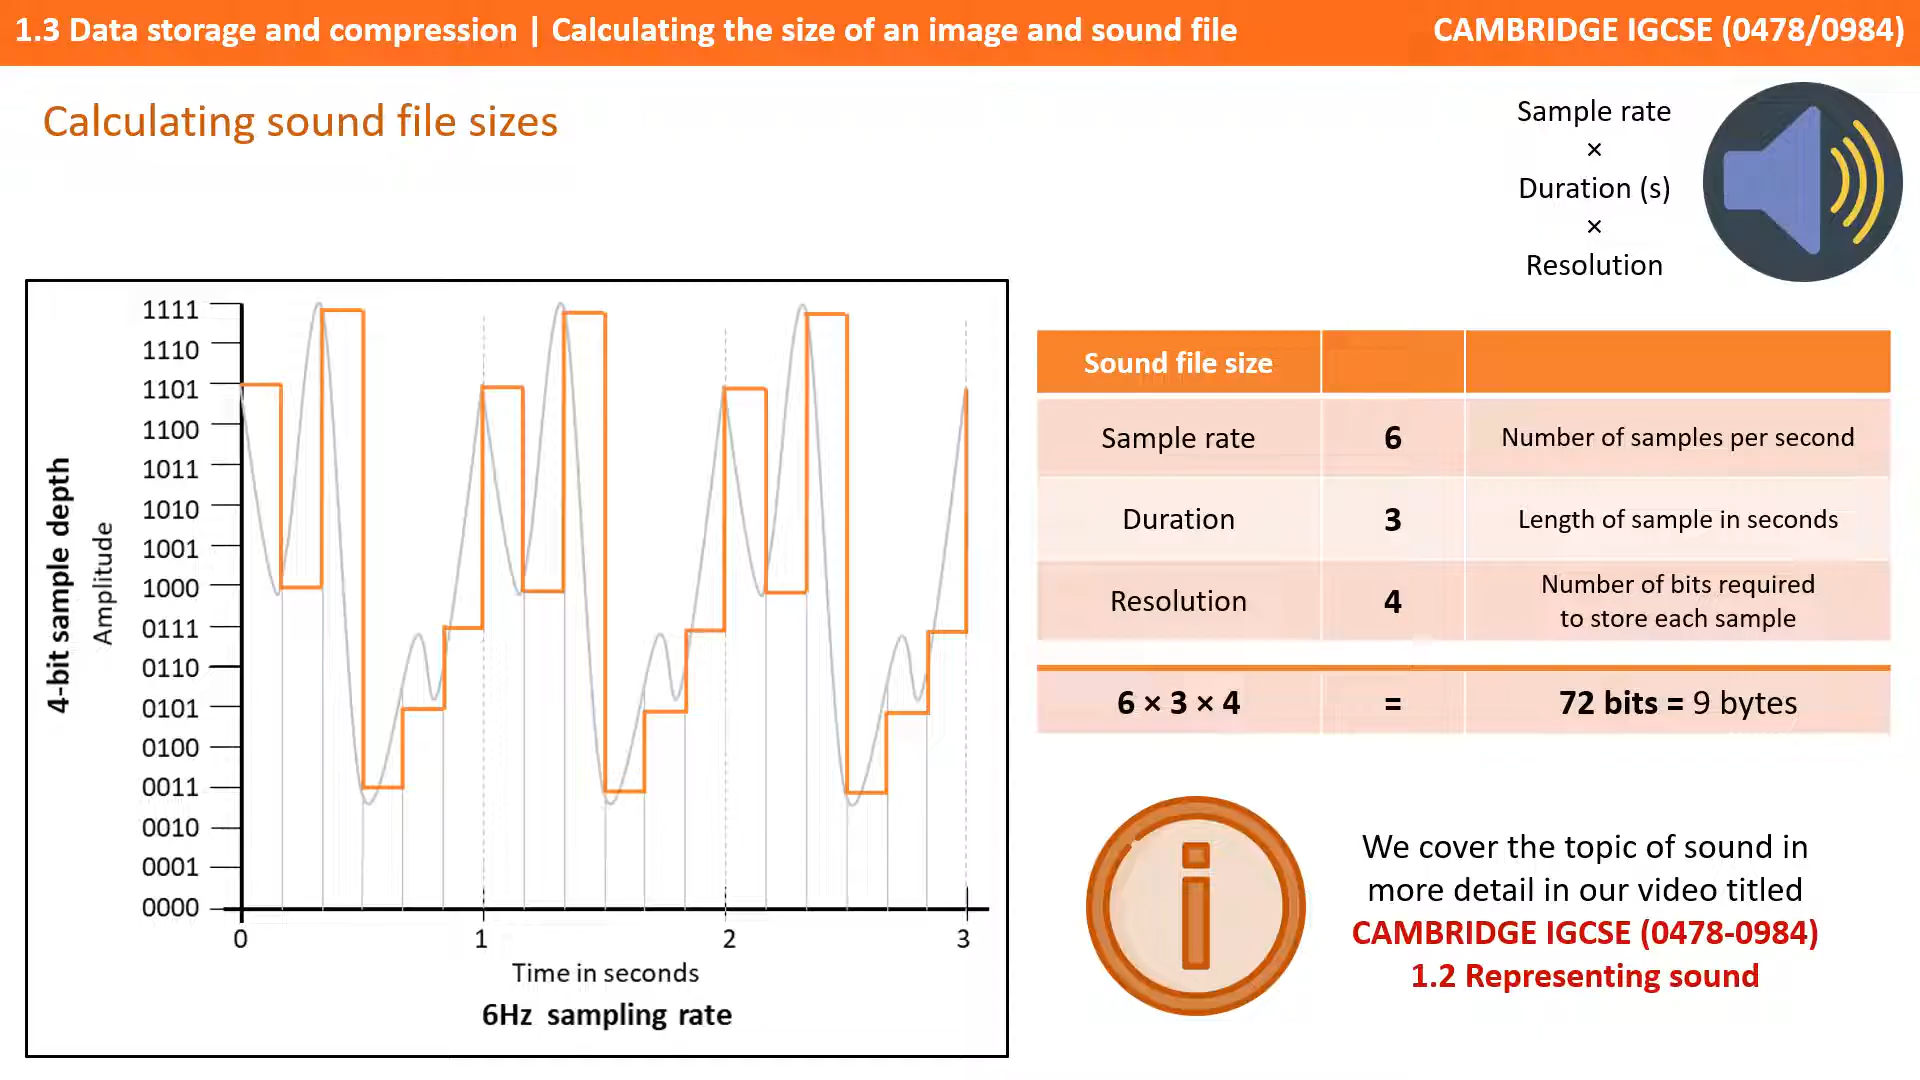 1.3 Data storage and compression | Calculating the size of an image and sound file
CAMBRIDGE IGCSE (0478/0984)
Calculating sound file sizes
Sample rate
×
Duration (s)
×
Resolution
4-bit sample depth
Amplitude
1111
1110
1101
1100
1011
1010
1001
1000
0111
0110
0101
0100
0011
0010
0001
0000
0 1 2 3
Time in seconds
6Hz sampling rate
Sound file size
Sample rate 6 Number of samples per second
Duration 3 Length of sample in seconds
Resolution 4 Number of bits required
to store each sample
6 × 3 × 4 = 72 bits = 9 bytes
We cover the topic of sound in
more detail in our video titled
CAMBRIDGE IGCSE (0478-0984)
1.2 Representing sound